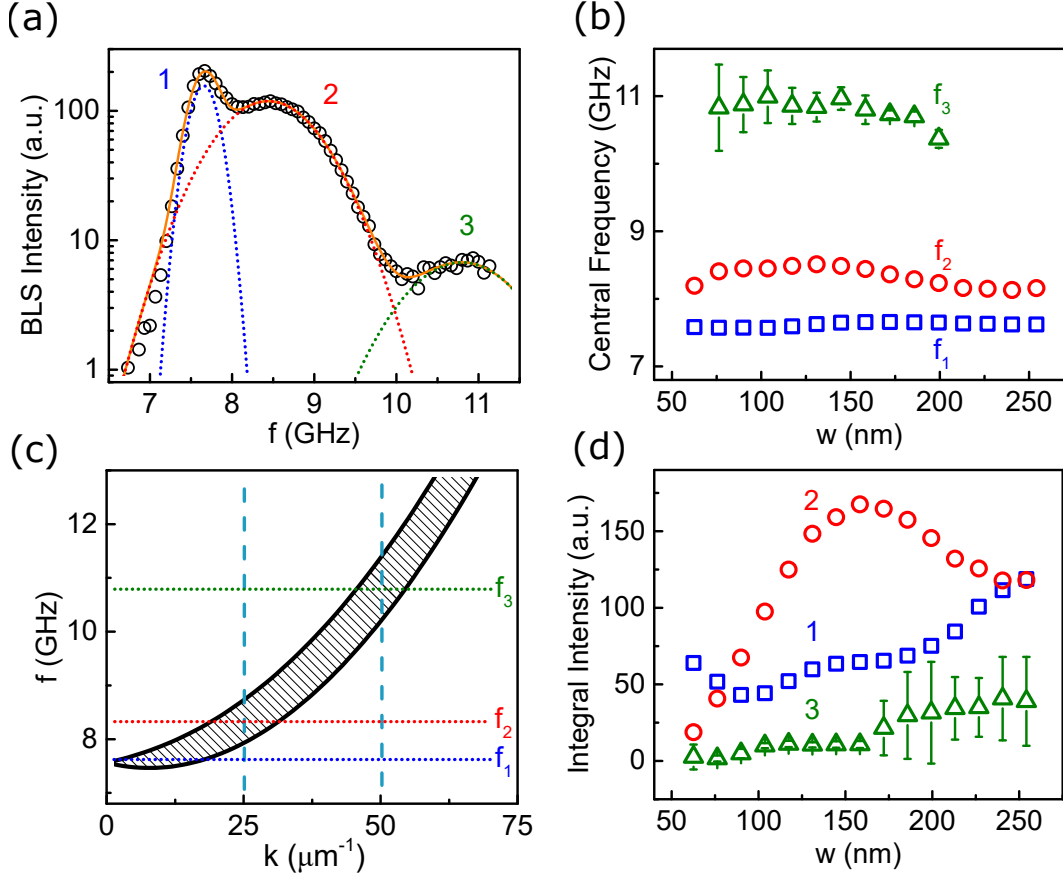 (a)
BLS Intensity (a.u.)
100
10
1
1
2
3
7
8
9
10
11
f (GHz)
(b)
Central Frequency (GHz)
11
9
7
f₃
f₂
f₁
50
100
150
200
250
w (nm)
(c)
f (GHz)
12
10
8
f₃
f₂
f₁
0
25
50
75
k (μm⁻¹)
(d)
Integral Intensity (a.u.)
150
100
50
0
2
1
3
50
100
150
200
250
w (nm)